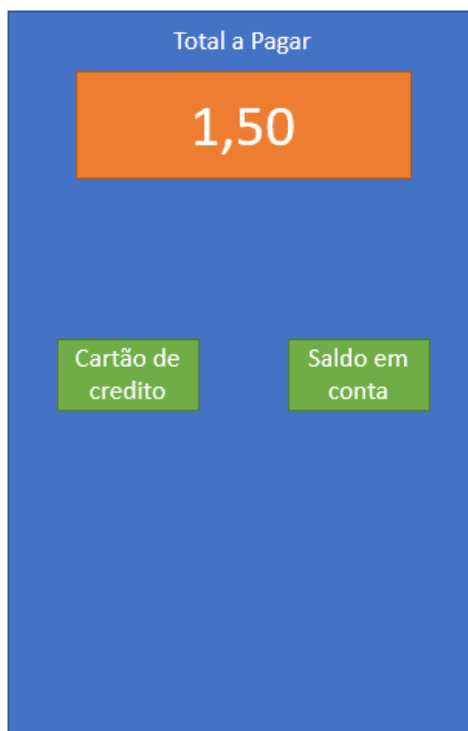 Total a Pagar
1,50
Cartão de
credito
Saldo em
conta